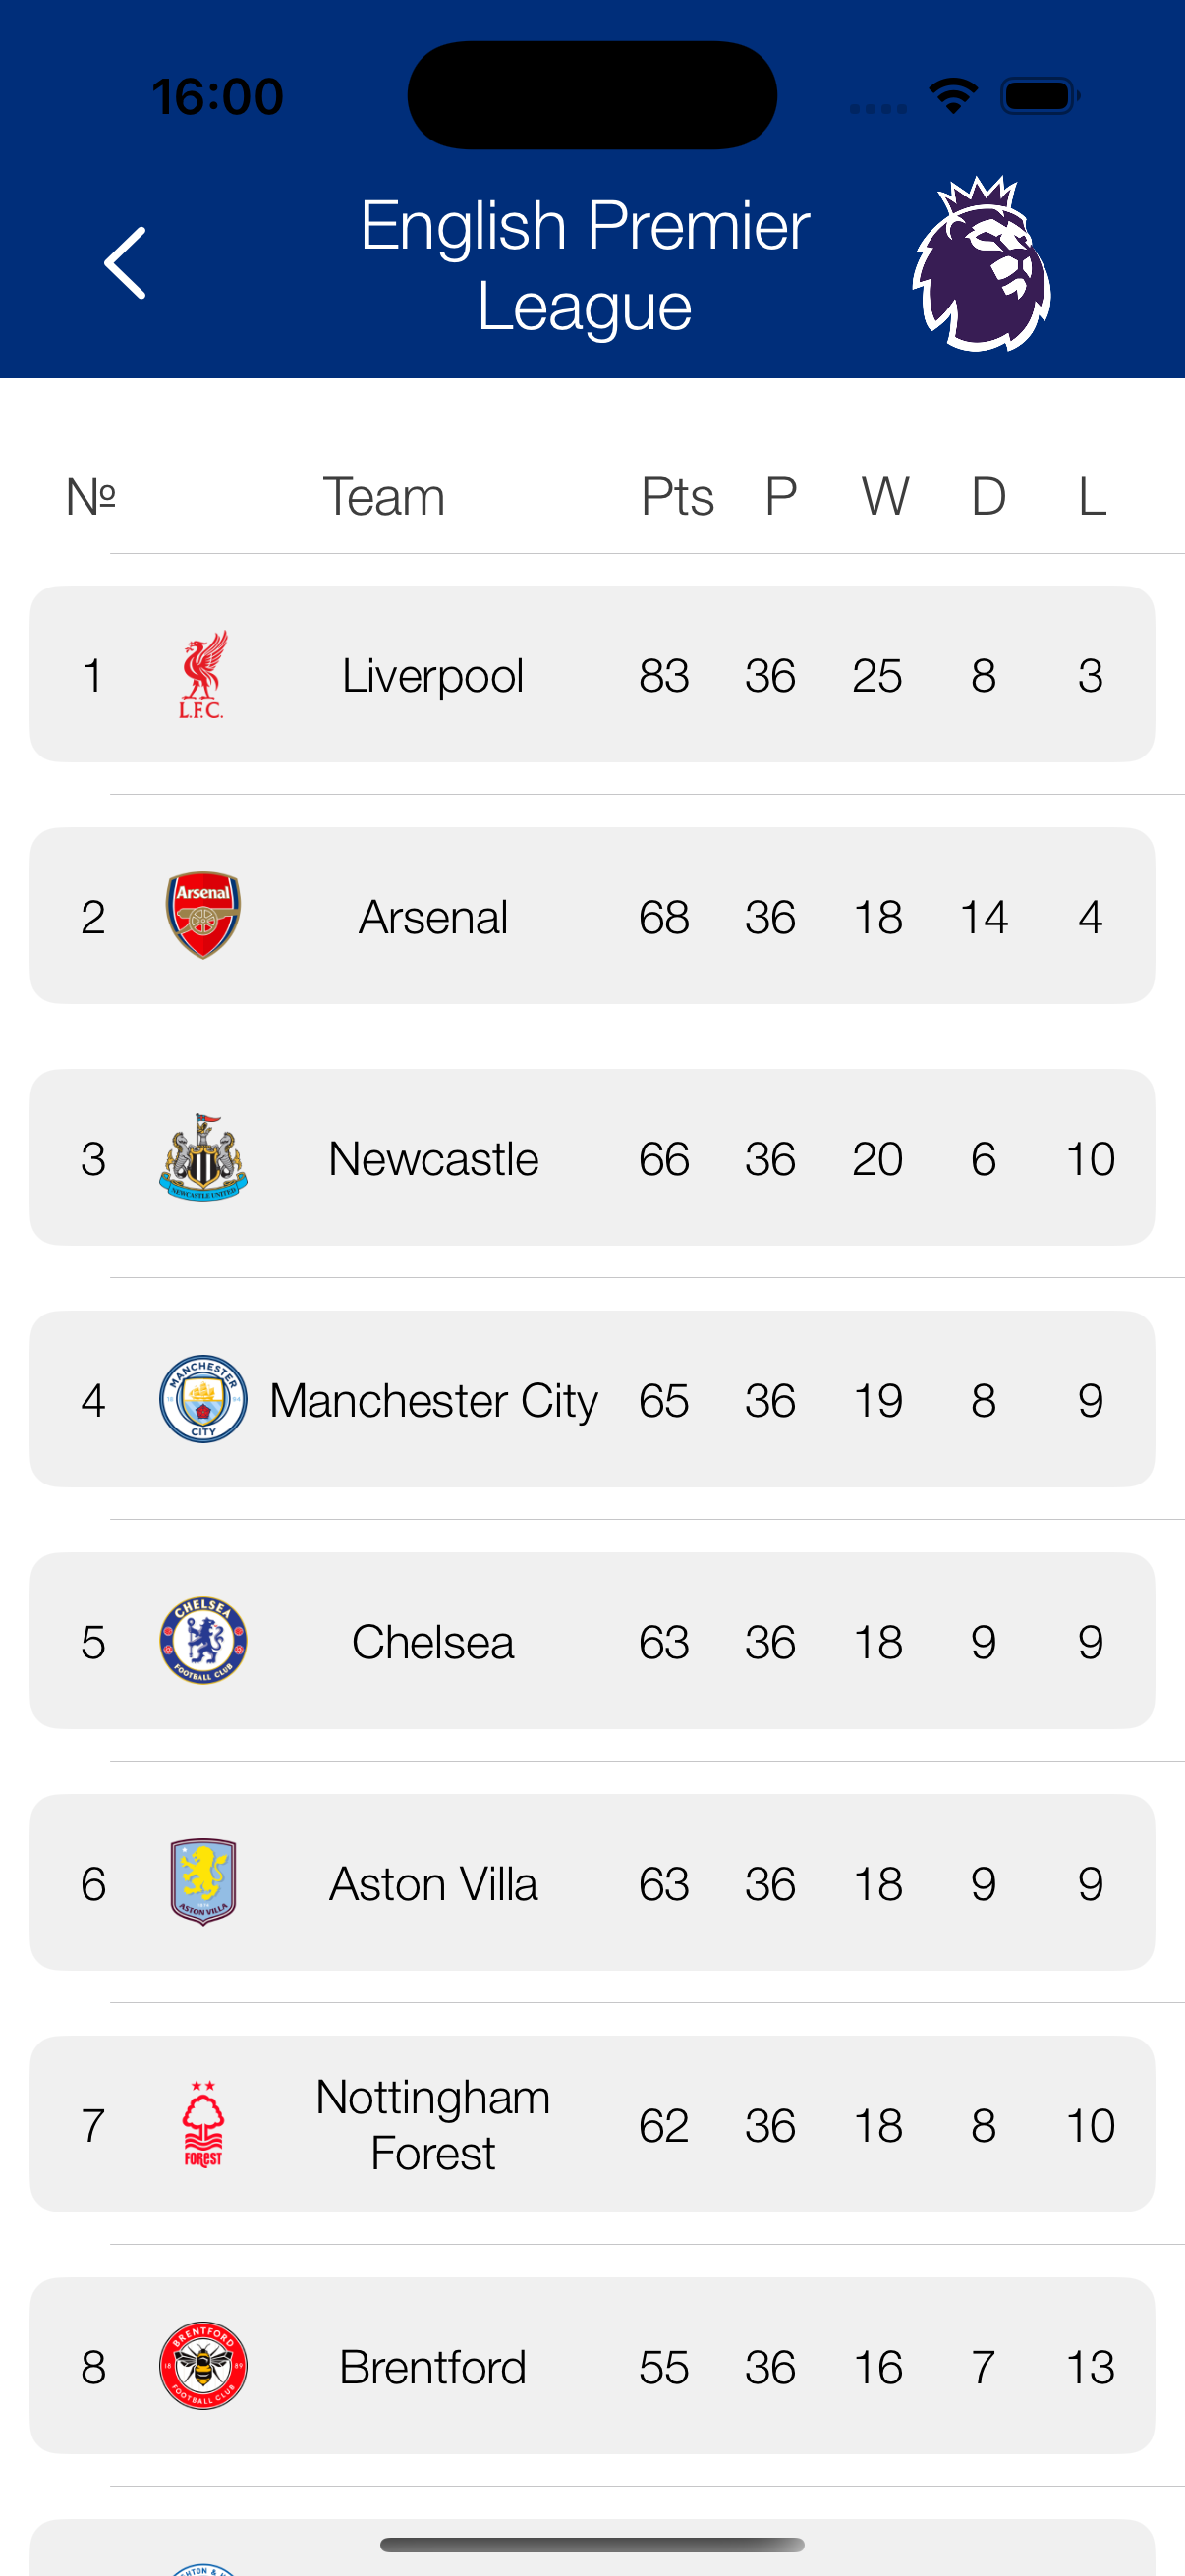 16:00
English Premier
League
№ Team Pts P W D L
1 L.F.C. Liverpool 83 36 25 8 3
2 Arsenal Arsenal 68 36 18 14 4
3 NEWCASTLE UNITED Newcastle 66 36 20 6 10
4 MANCHESTER CITY 18 94 Manchester City 65 36 19 8 9
5 CHELSEA FOOTBALL CLUB Chelsea 63 36 18 9 9
6 ASTON VILLA Aston Villa 63 36 18 9 9
7 FOREST Nottingham
Forest 62 36 18 8 10
8 BRENTFORD FOOTBALL CLUB 18 89 Brentford 55 36 16 7 13